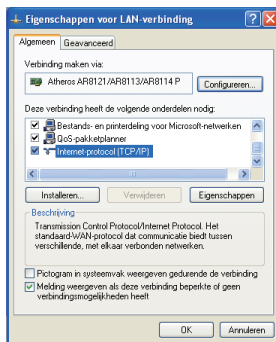 Eigenschappen voor LAN-verbinding
Algemeen Geavanceerd
Verbinding maken via:
Atheros AR8121/AR8113/AR8114 P
Configureren...
Deze verbinding heeft de volgende onderdelen nodig:
Bestands- en printerdeling voor Microsoft-netwerken
QoS-pakketplanner
Internet-protocol (TCP/IP)
Installeren... Verwijderen Eigenschappen
Beschrijving
Transmission Control Protocol/Internet Protocol. Het
standaard-WAN-protocol dat communicatie biedt tussen
verschillende, met elkaar verbonden netwerken.
Pictogram in systeemvak weergeven gedurende de verbinding
Melding weergeven als deze verbinding beperkte of geen
verbindingsmogelijkheden heeft
OK Annuleren